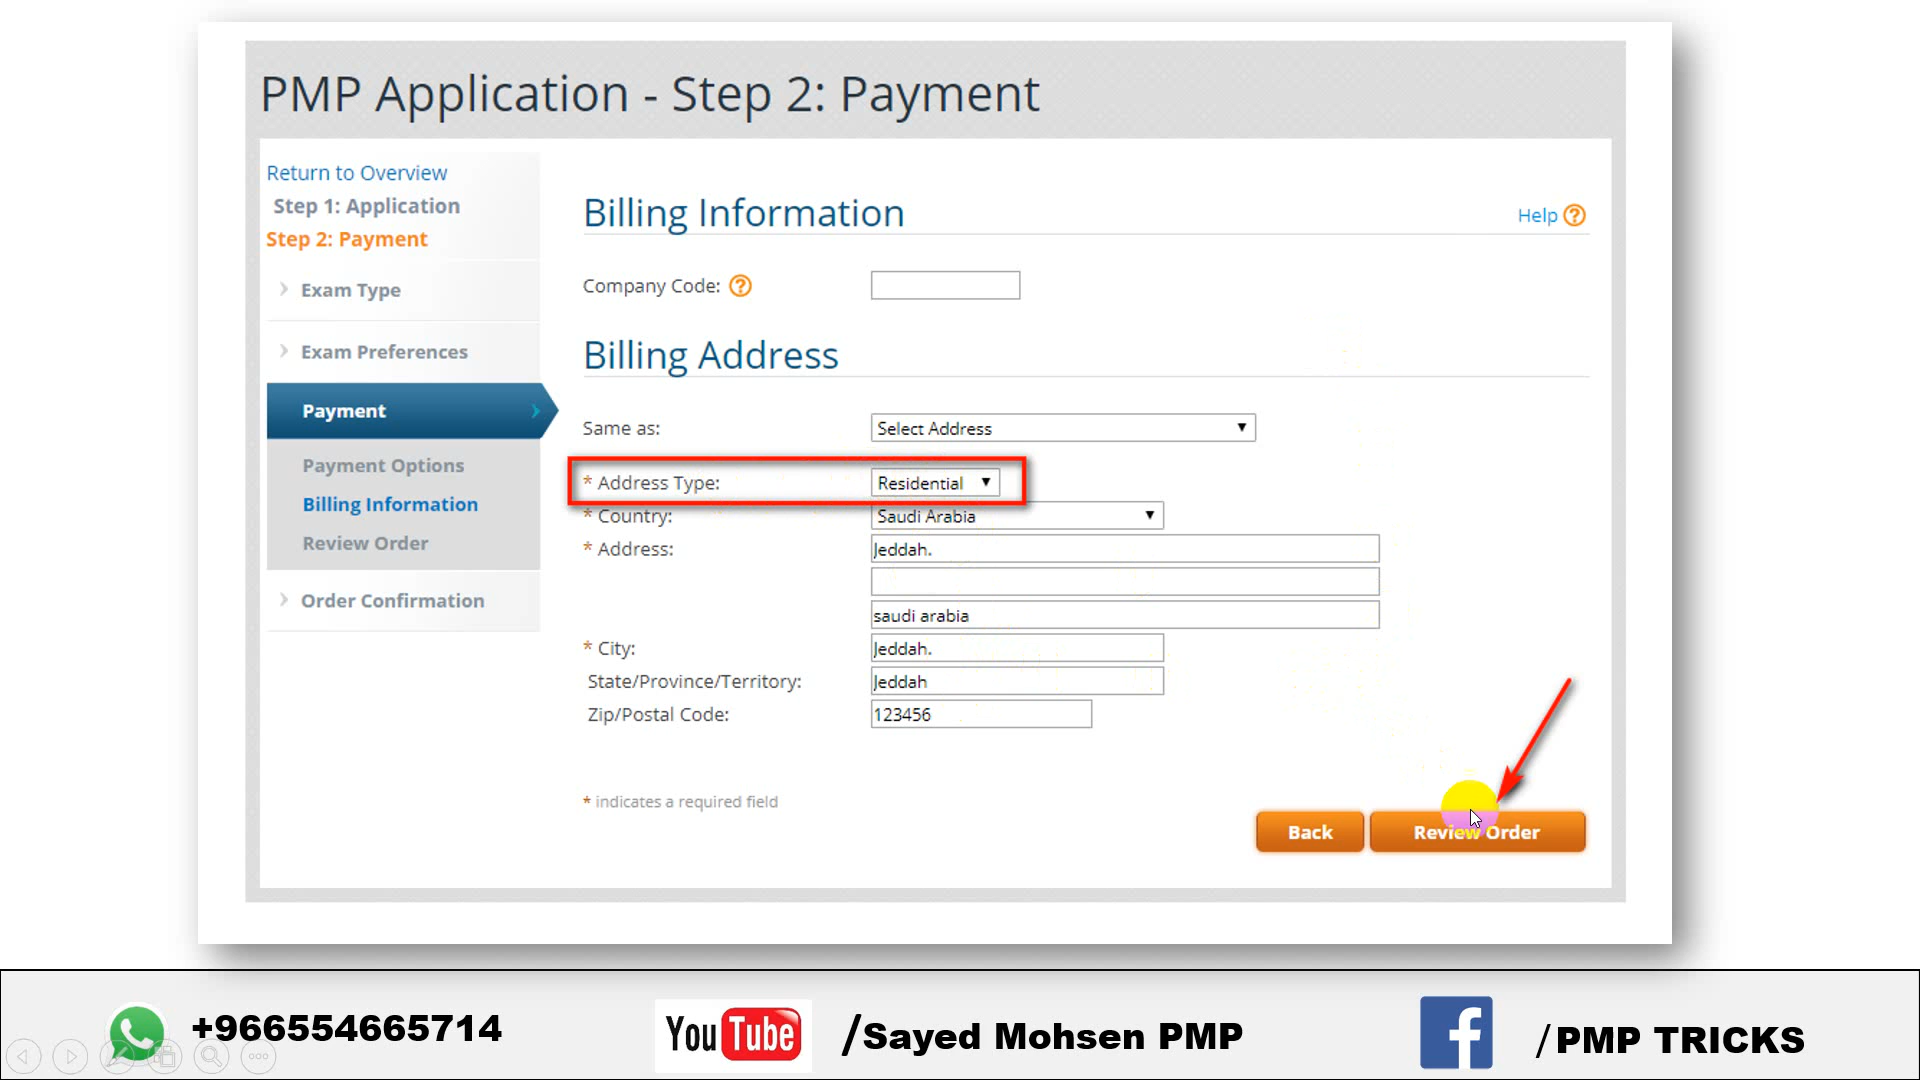 PMP Application - Step 2: Payment
Return to Overview
Step 1: Application
Step 2: Payment
Exam Type
Exam Preferences
Payment
Payment Options
Billing Information
Review Order
Order Confirmation
Billing Information
Help ?
Company Code: ?
Billing Address
Same as: Select Address
* Address Type: Residential
* Country: Saudi Arabia
* Address: Jeddah.
saudi arabia
* City: Jeddah.
State/Province/Territory: Jeddah
Zip/Postal Code: 123456
* indicates a required field
Back Review Order
+966554665714
YouTube /Sayed Mohsen PMP
f /PMP TRICKS